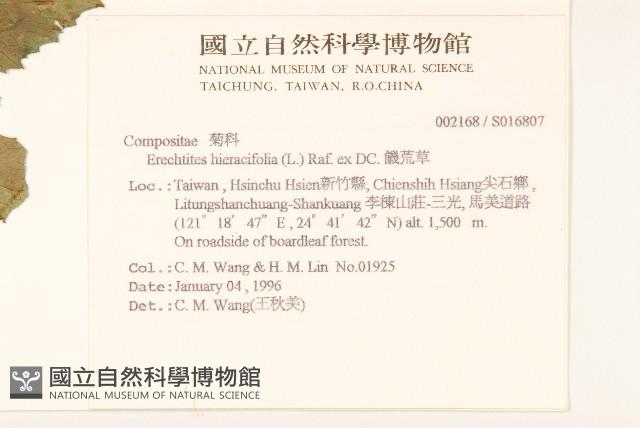 國立自然科學博物館
NATIONAL MUSEUM OF NATURAL SCIENCE
TAICHUNG, TAIWAN, R.O.CHINA
002168 / S016807
Compositae 菊科
Erechtites hieracifolia (L.) Raf. ex DC. 饑荒草
Loc.: Taiwan , Hsinchu Hsien新竹縣, Chienshih Hsiang尖石鄉 ,
Litungshanchuang-Shankuang 李棟山莊-三光, 馬美道路
(121° 18' 47" E , 24° 41' 42" N) alt. 1,500 m.
On roadside of boardleaf forest.
Col.: C. M. Wang & H. M. Lin No.01925
Date: January 04 , 1996
Det.: C. M. Wang(王秋美)
國立自然科學博物館
NATIONAL MUSEUM OF NATURAL SCIENCE